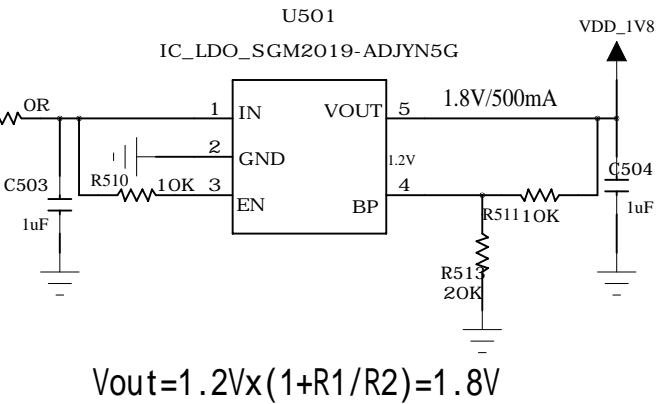 U501
VDD_1V8
IC_LDO_SGM2019-ADJYN5G
0R
1 IN VOUT 5 1.8V/500mA
2 GND 1.2V
C503 R510 10K 3 EN BP 4 R511 10K C504
1uF 1uF
R513
20K
Vout=1.2Vx(1+R1/R2)=1.8V